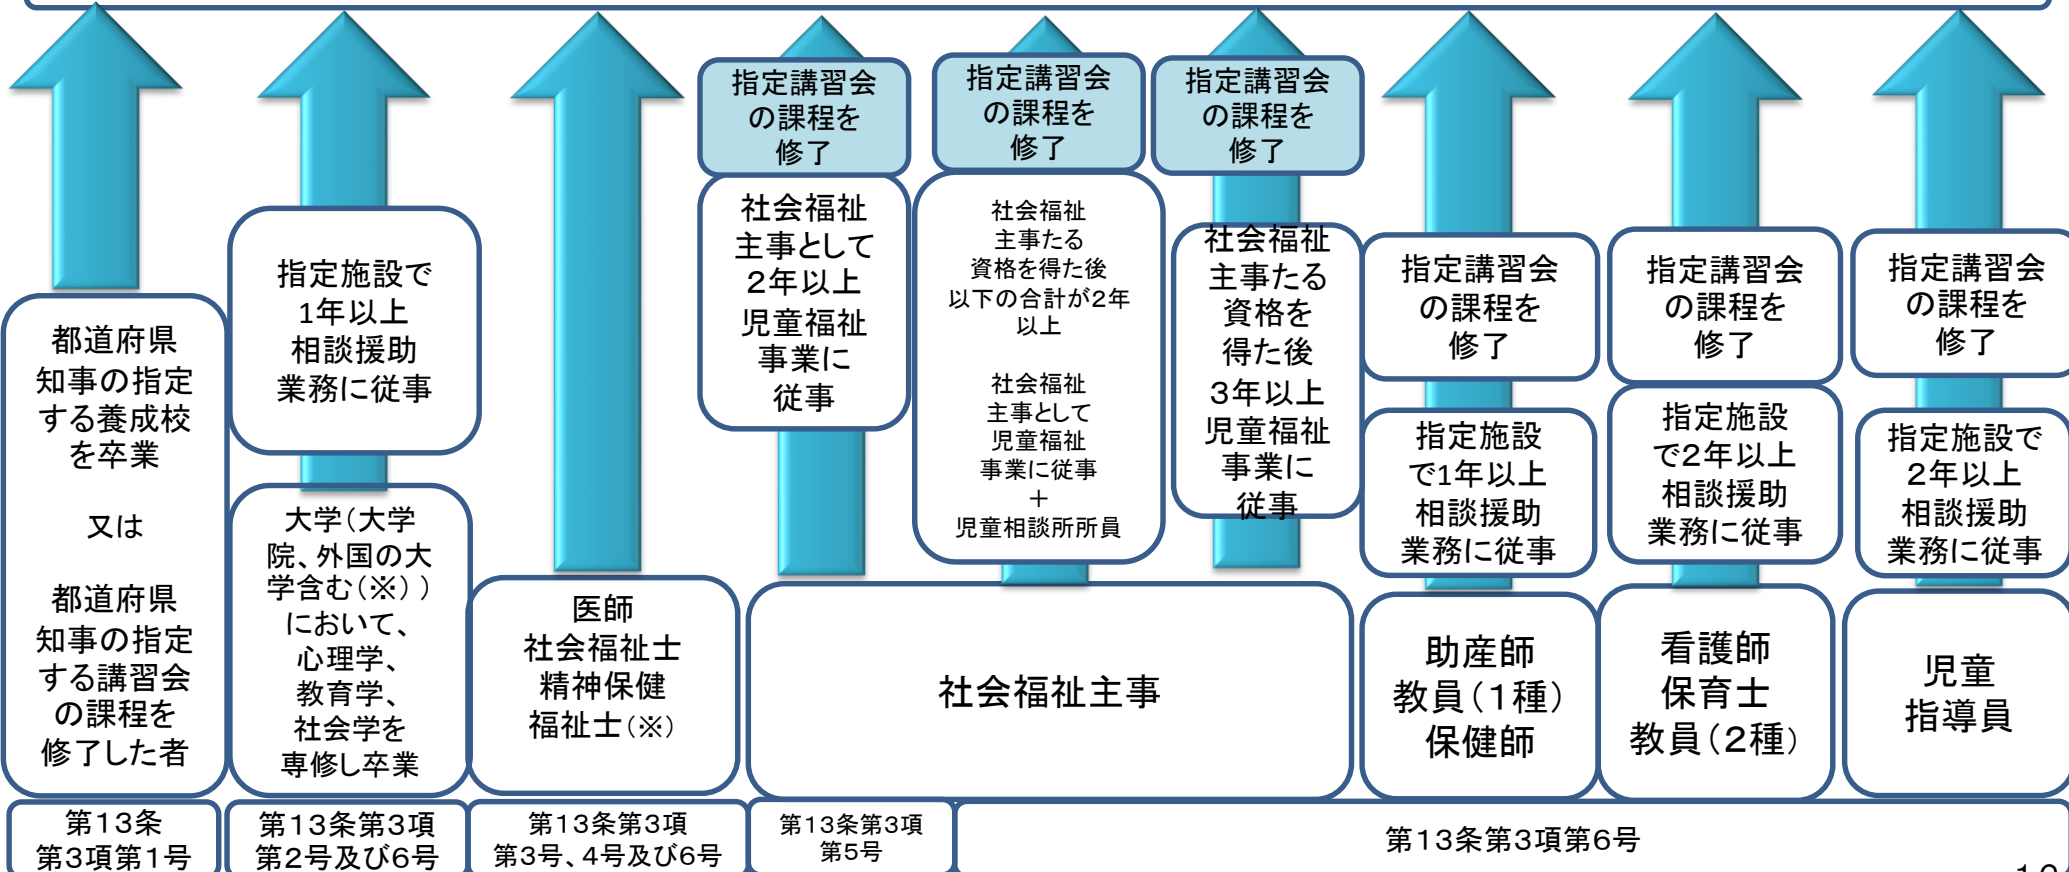 都道府県
知事の指定
する養成校
を卒業
又は
都道府県
知事の指定
する講習会
の課程を
修了した者
第13条
第3項第1号
指定施設で
1年以上
相談援助
業務に従事
大学(大学
院、外国の大
学含む(※))
において、
心理学、
教育学、
社会学を
専修し卒業
第13条第3項
第2号及び6号
医師
社会福祉士
精神保健
福祉士(※)
第13条第3項
第3号、4号及び6号
指定講習会
の課程を
修了
社会福祉
主事として
2年以上
児童福祉
事業に
従事
指定講習会
の課程を
修了
社会福祉
主事たる
資格を得た後
以下の合計が2年
以上
社会福祉
主事として
児童福祉
事業に従事
+
児童相談所所員
指定講習会
の課程を
修了
社会福祉
主事たる
資格を
得た後
3年以上
児童福祉
事業に
従事
社会福祉主事
第13条第3項
第5号
指定講習会
の課程を
修了
指定施設
で1年以上
相談援助
業務に従事
助産師
教員(1種)
保健師
指定講習会
の課程を
修了
指定施設
で2年以上
相談援助
業務に従事
看護師
保育士
教員(2種)
指定講習会
の課程を
修了
指定施設で
2年以上
相談援助
業務に従事
児童
指導員
第13条第3項第6号